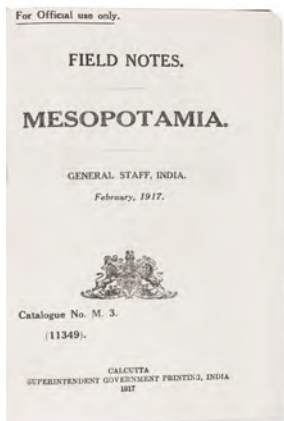 For Official use only.
FIELD NOTES.
MESOPOTAMIA.
GENERAL STAFF, INDIA.
February, 1917.
Catalogue No. M. 3.
(11349).
CALCUTTA
SUPERINTENDENT GOVERNMENT PRINTING, INDIA
1917